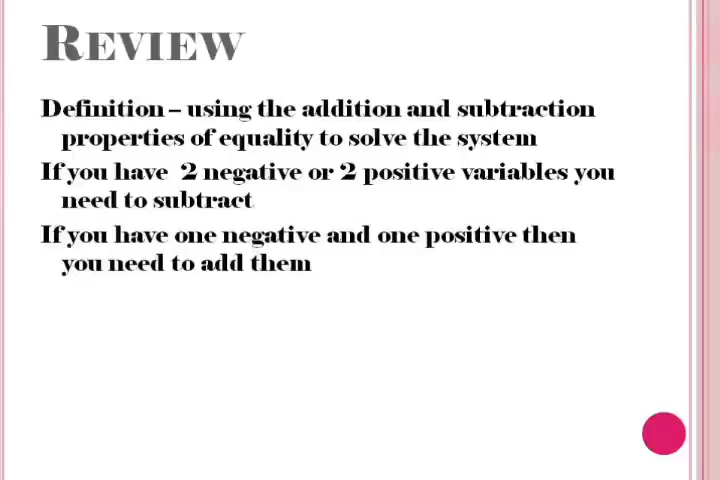 REVIEW
Definition – using the addition and subtraction
properties of equality to solve the system
If you have 2 negative or 2 positive variables you
need to subtract
If you have one negative and one positive then
you need to add them